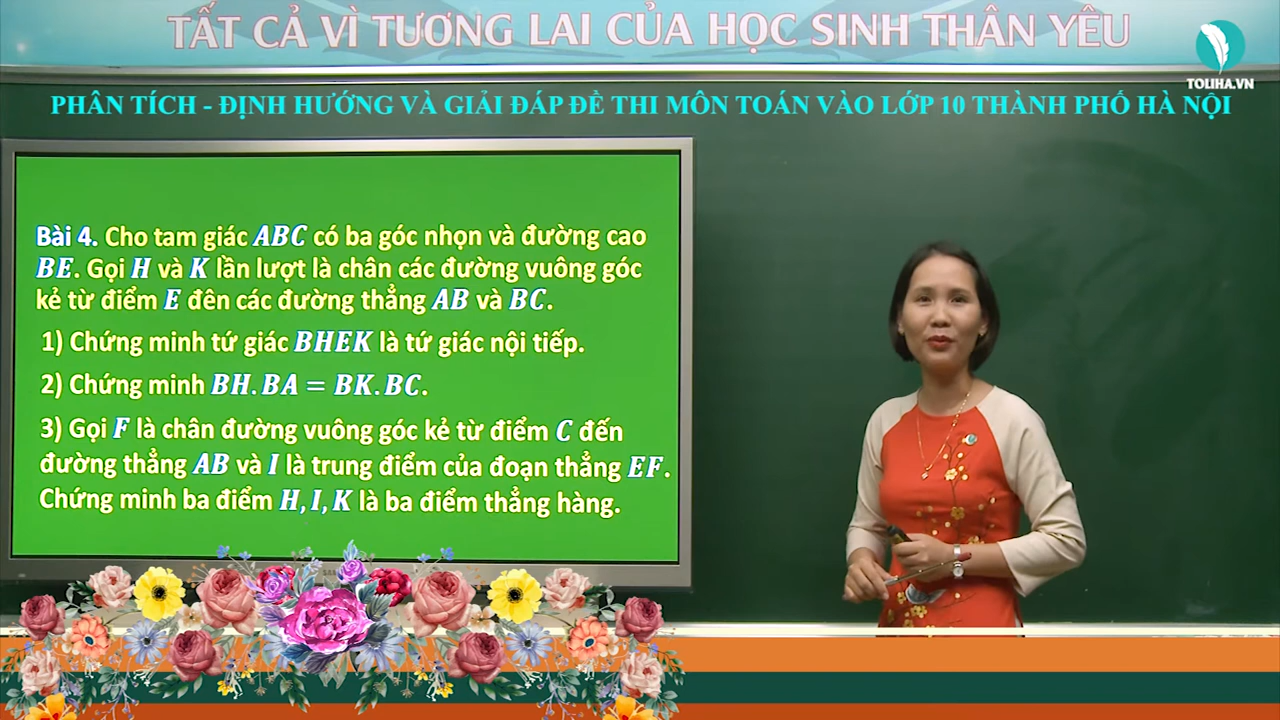 TẤT CẢ VÌ TƯƠNG LAI CỦA HỌC SINH THÂN YÊU
TOLIHA.VN
PHÂN TÍCH - ĐỊNH HƯỚNG VÀ GIẢI ĐÁP ĐỀ THI MÔN TOÁN VÀO LỚP 10 THÀNH PHỐ HÀ NỘI
Bài 4. Cho tam giác ABC có ba góc nhọn và đường cao
BE. Gọi H và K lần lượt là chân các đường vuông góc
kẻ từ điểm E đên các đường thẳng AB và BC.
1) Chứng minh tứ giác BHEK là tứ giác nội tiếp.
2) Chứng minh BH.BA = BK.BC.
3) Gọi F là chân đường vuông góc kẻ từ điểm C đến
đường thẳng AB và I là trung điểm của đoạn thẳng EF.
Chứng minh ba điểm H, I, K là ba điểm thẳng hàng.